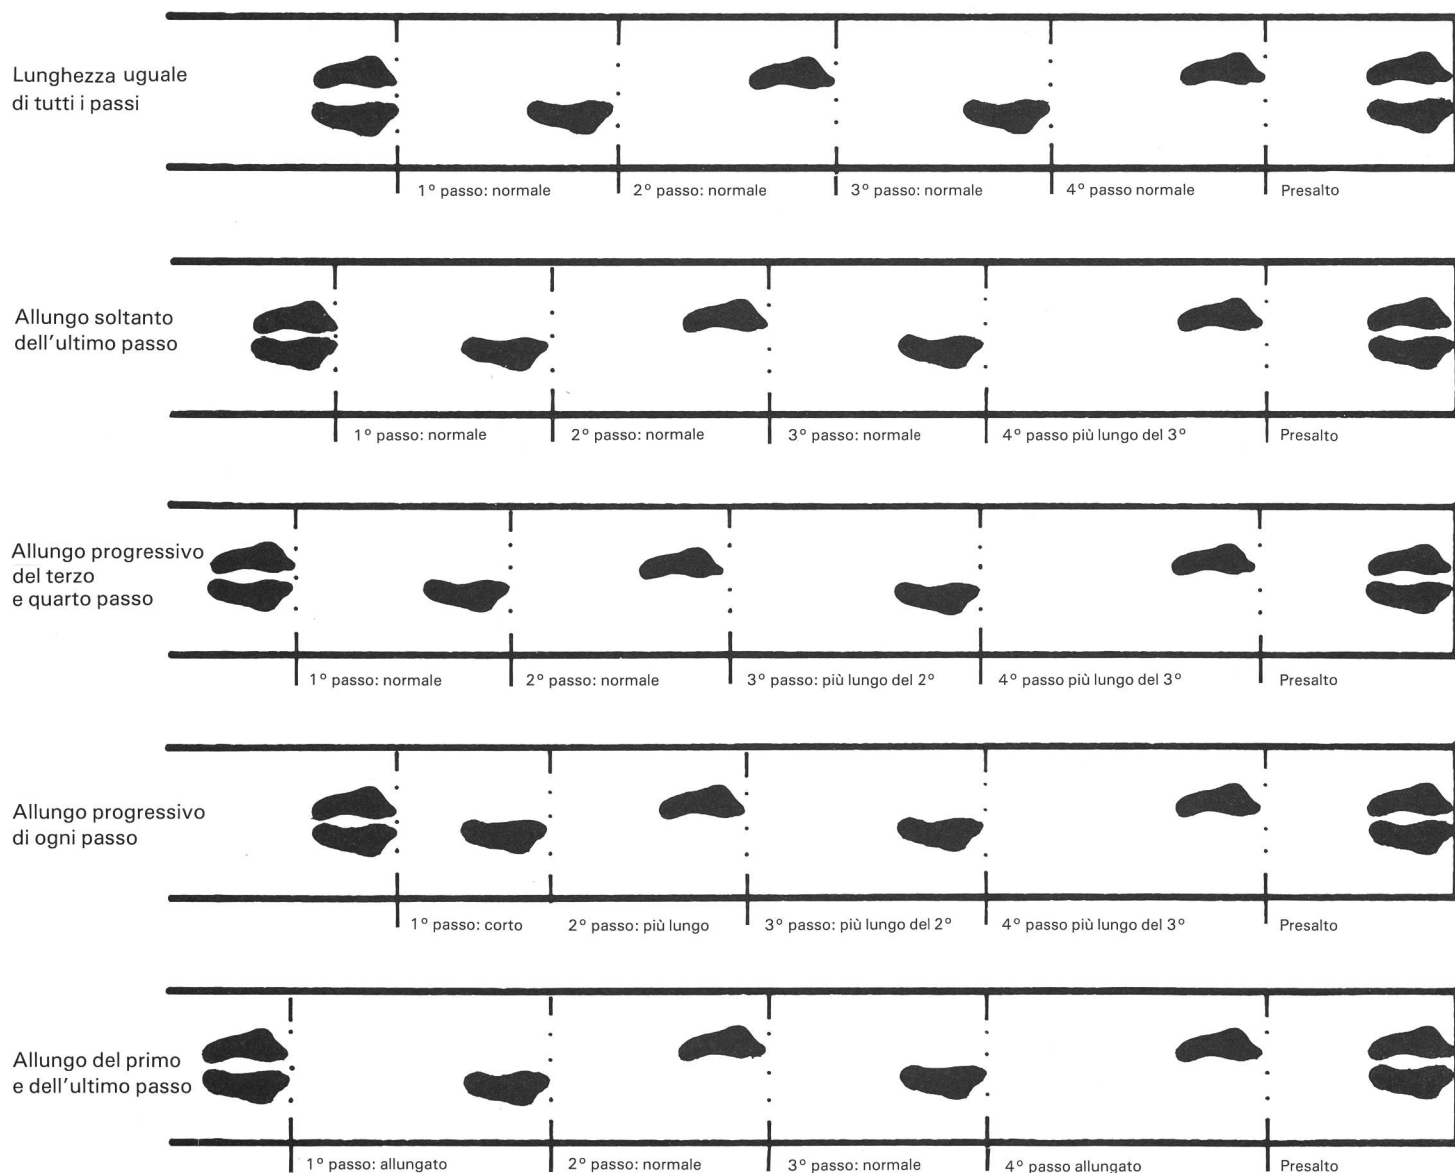 Lunghezza uguale
di tutti i passi
1° passo: normale
2° passo: normale
3° passo: normale
4° passo normale
Presalto
Allungo soltanto
dell'ultimo passo
1° passo: normale
2° passo: normale
3° passo: normale
4° passo più lungo del 3°
Presalto
Allungo progressivo
del terzo
e quarto passo
1° passo: normale
2° passo: normale
3° passo: più lungo del 2°
4° passo più lungo del 3°
Presalto
Allungo progressivo
di ogni passo
1° passo: corto
2° passo: più lungo
3° passo: più lungo del 2°
4° passo più lungo del 3°
Presalto
Allungo del primo
e dell'ultimo passo
1° passo: allungato
2° passo: normale
3° passo: normale
4° passo allungato
Presalto